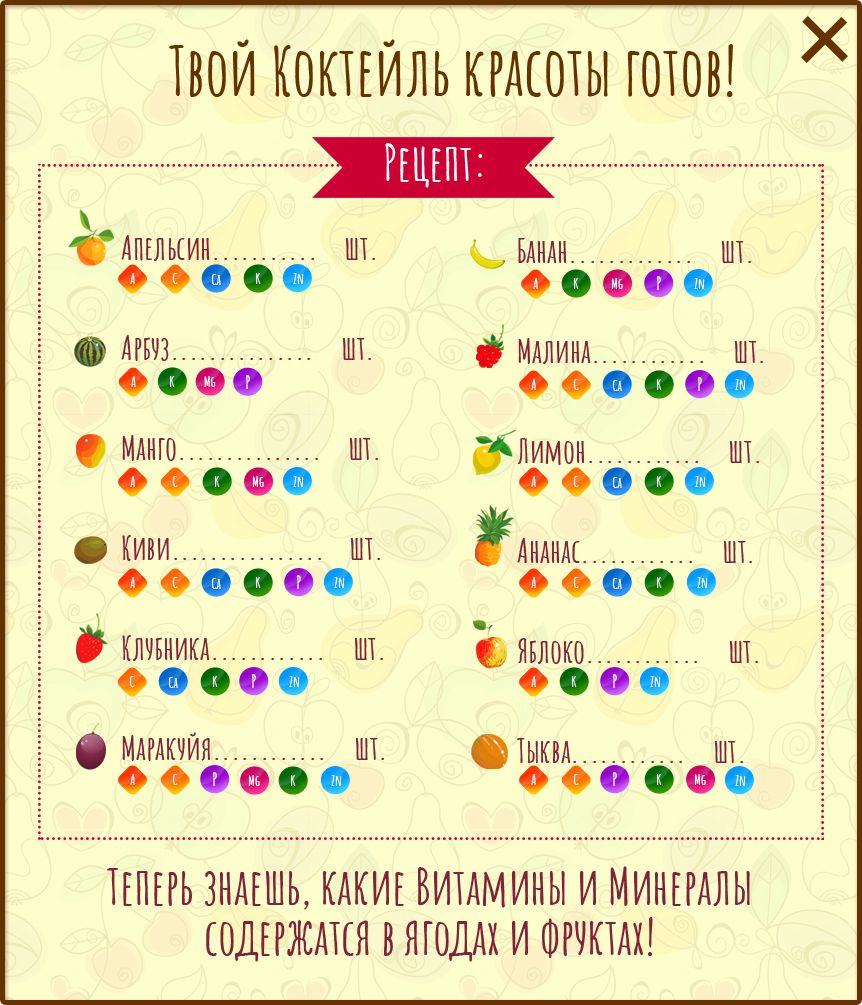 Твой Коктейль красоты готов!
Рецепт:
Апельсин........... шт.
A C Ca K Zn
Арбуз............... шт.
A K Mg P
Манго............... шт.
A C K Mg Zn
Киви................ шт.
A C Ca K P Zn
Клубника............ шт.
C Ca K P Zn
Маракуйя............ шт.
A C P Mg K Zn
Банан............. шт.
A K Mg P Zn
Малина............ шт.
A C Ca K P Zn
Лимон............ шт.
A C Ca K Zn
Ананас............ шт.
A C Ca K Zn
Яблоко............ шт.
A K P Zn
Тыква............ шт.
A C P K Mg Zn
Теперь знаешь, какие Витамины и Минералы
содержатся в ягодах и фруктах!